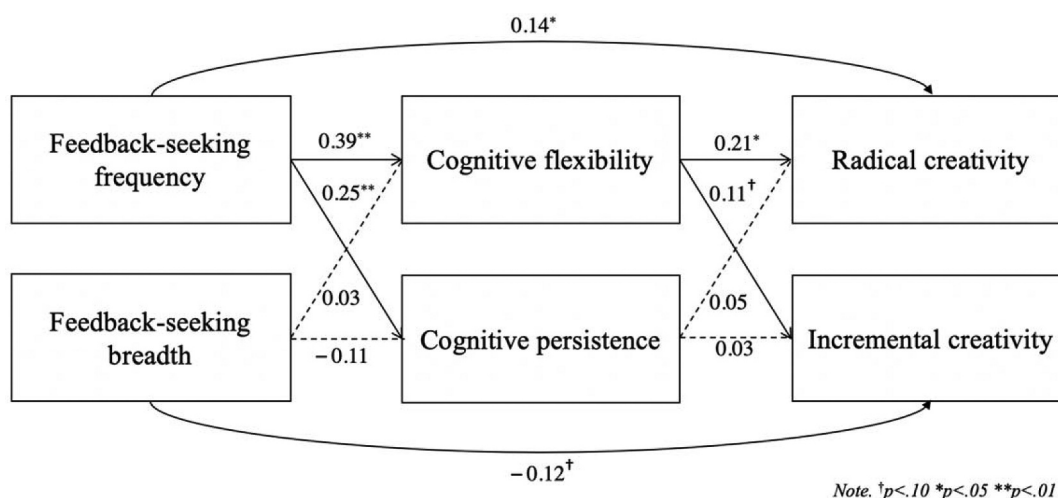 0.14*
Feedback-seeking
frequency
0.39**
0.25**
Cognitive flexibility
0.21*
0.11†
Radical creativity
Feedback-seeking
breadth
0.03
−0.11
Cognitive persistence
0.05
0.03
Incremental creativity
−0.12†
Note. †p<.10 *p<.05 **p<.01